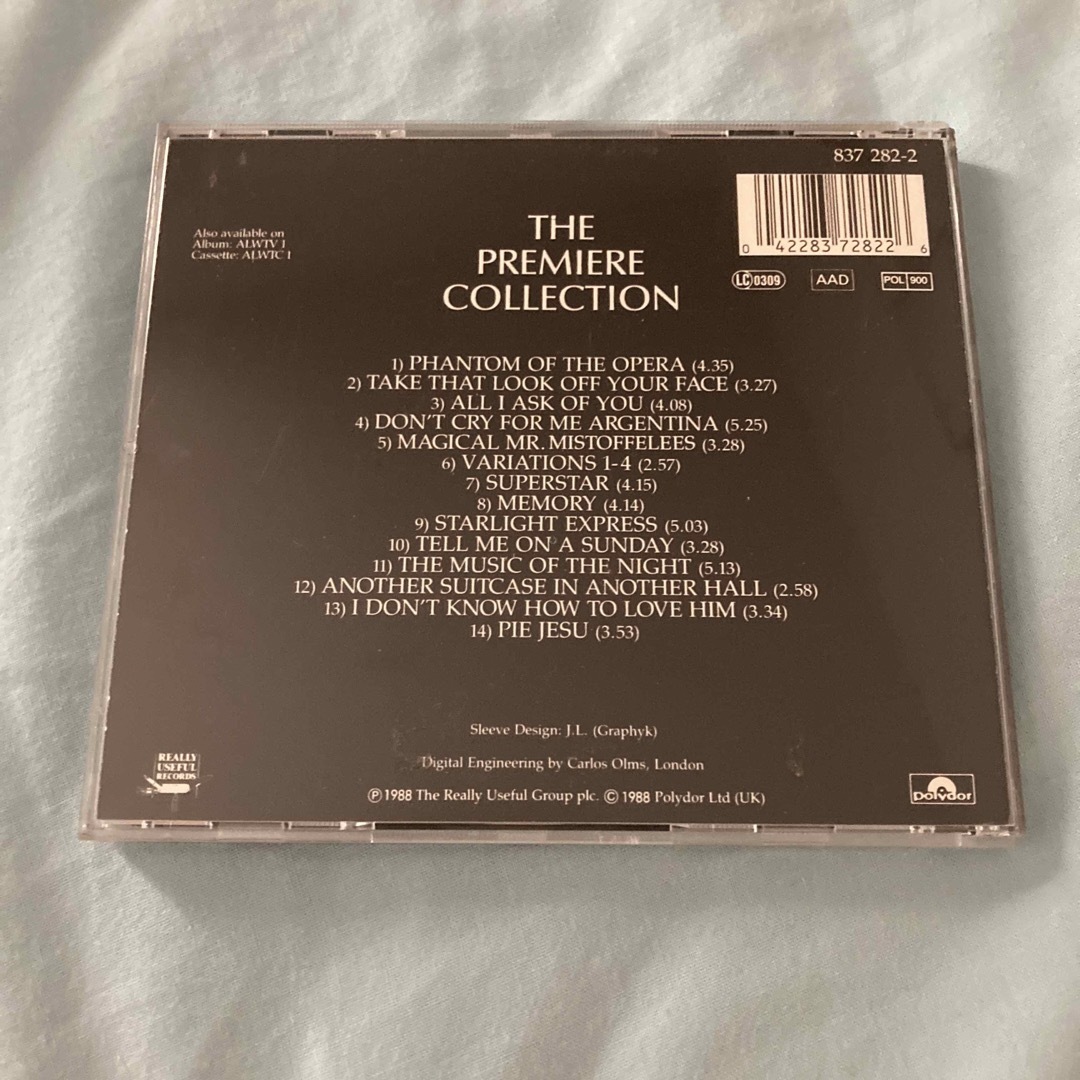 837 282-2
0 42283 72822 6
Also available on
Album: ALWTV 1
Cassette: ALWTC 1
THE
PREMIERE
COLLECTION
LC 0309
AAD
POL 900
1) PHANTOM OF THE OPERA (4.35)
2) TAKE THAT LOOK OFF YOUR FACE (3.27)
3) ALL I ASK OF YOU (4.08)
4) DON'T CRY FOR ME ARGENTINA (5.25)
5) MAGICAL MR. MISTOFFELEES (3.28)
6) VARIATIONS 1-4 (2.57)
7) SUPERSTAR (4.15)
8) MEMORY (4.14)
9) STARLIGHT EXPRESS (5.03)
10) TELL ME ON A SUNDAY (3.28)
11) THE MUSIC OF THE NIGHT (5.13)
12) ANOTHER SUITCASE IN ANOTHER HALL (2.58)
13) I DON'T KNOW HOW TO LOVE HIM (3.34)
14) PIE JESU (3.53)
Sleeve Design: J.L. (Graphyk)
Digital Engineering by Carlos Olms, London
℗ 1988 The Really Useful Group plc. © 1988 Polydor Ltd (UK)
REALLY
USEFUL
RECORDS
polydor